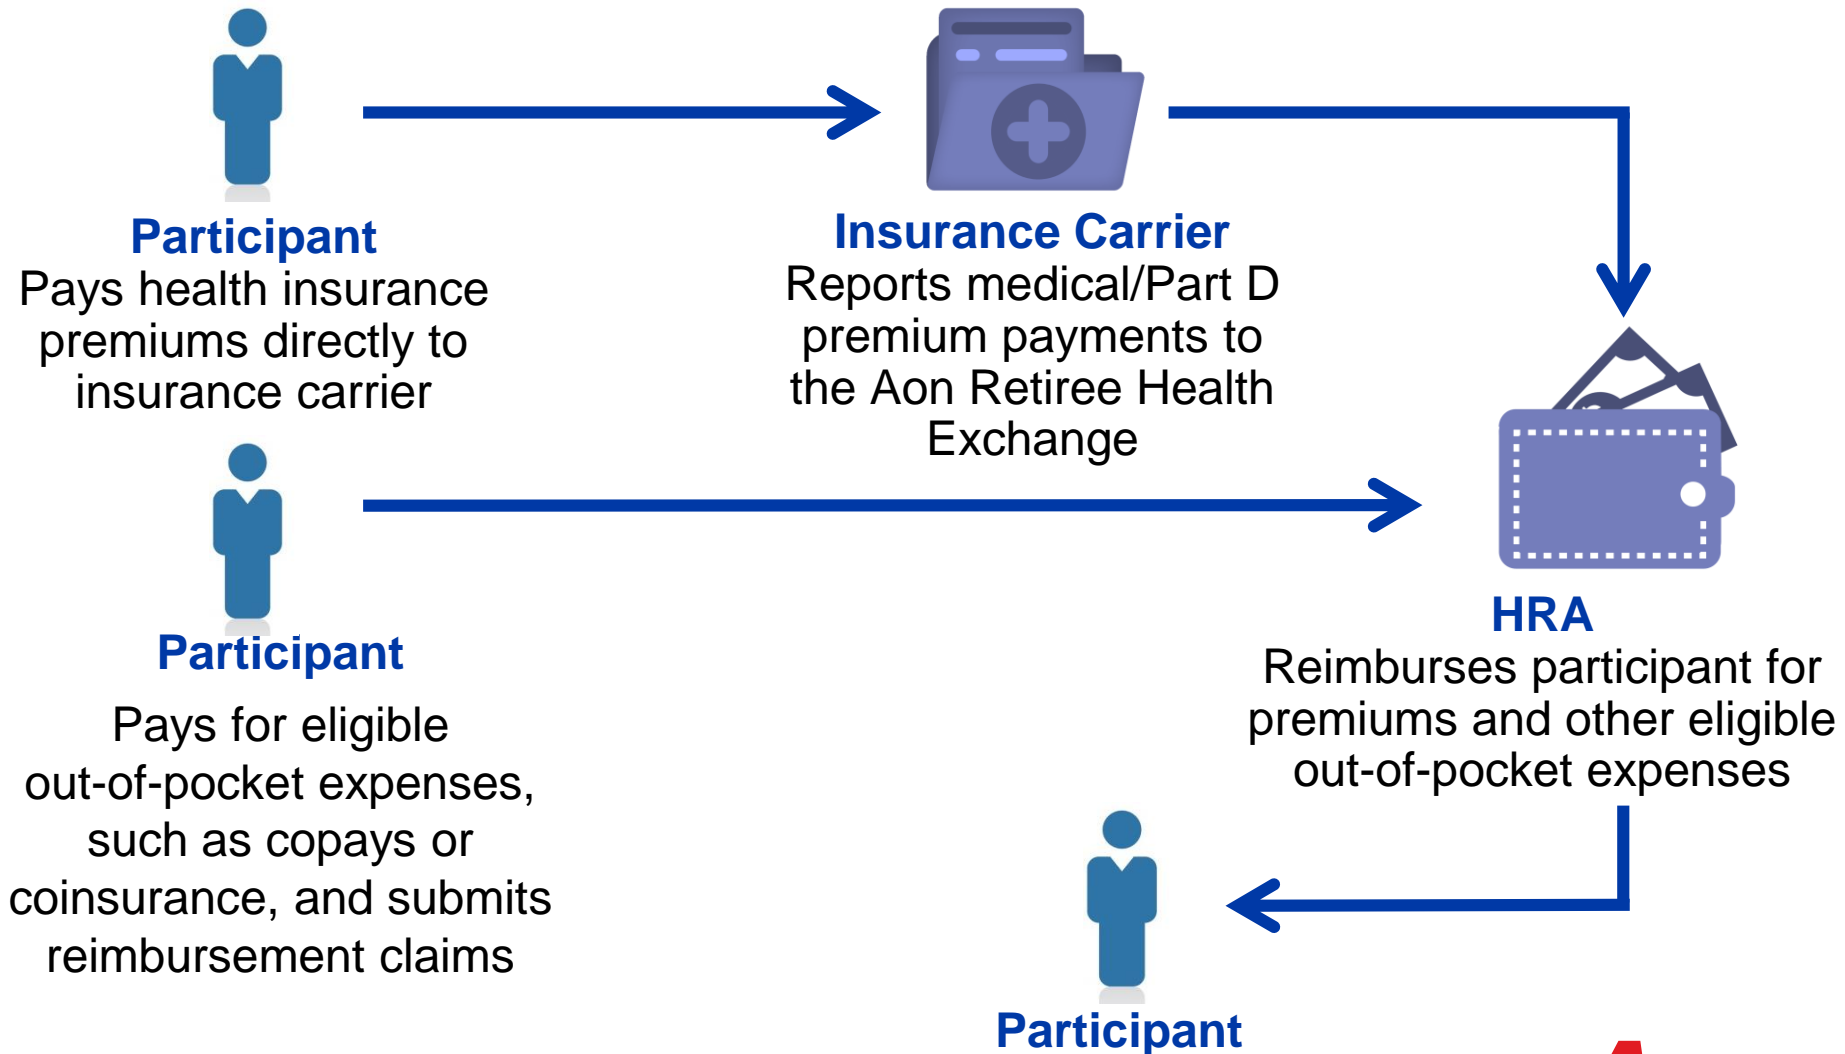 Participant
Pays health insurance
premiums directly to
insurance carrier
Insurance Carrier
Reports medical/Part D
premium payments to
the Aon Retiree Health
Exchange
Participant
Pays for eligible
out-of-pocket expenses,
such as copays or
coinsurance, and submits
reimbursement claims
HRA
Reimburses participant for
premiums and other eligible
out-of-pocket expenses
Participant